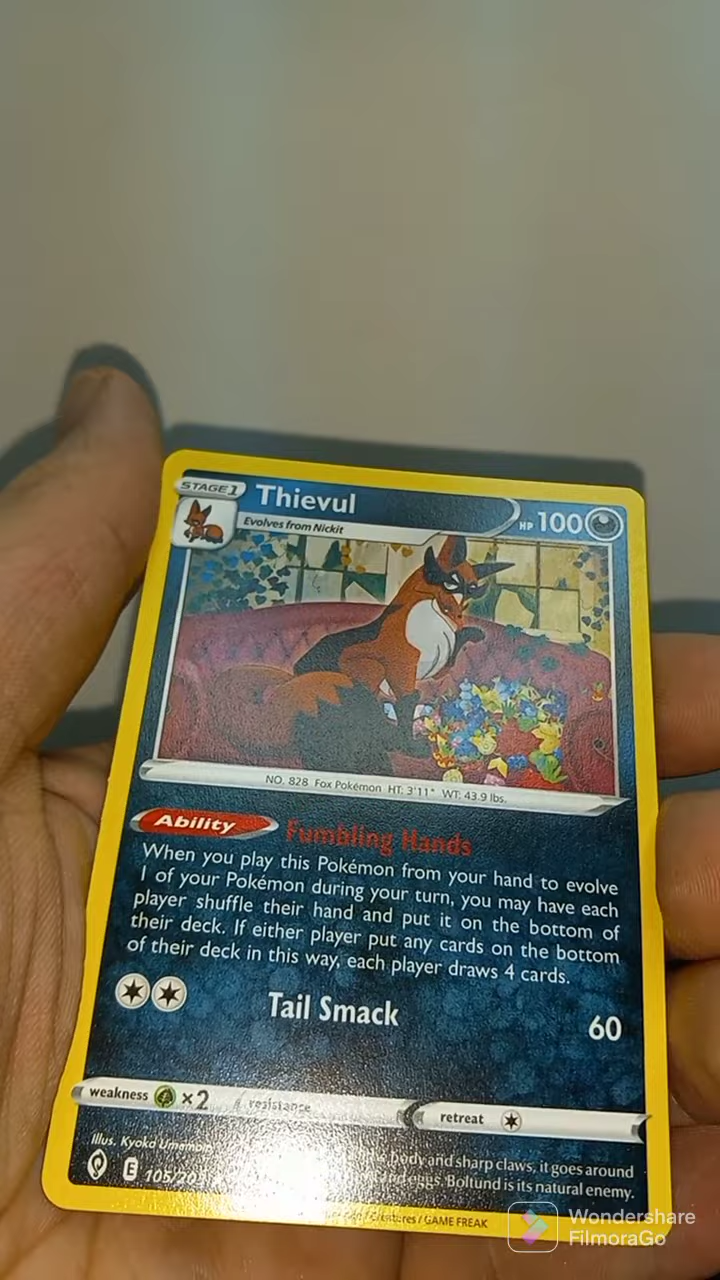 STAGE 1
Thievul
HP 100
Evolves from Nickit
NO. 828 Fox Pokémon HT: 3'11" WT: 43.9 lbs.
Ability
Fumbling Hands
When you play this Pokémon from your hand to evolve
1 of your Pokémon during your turn, you may have each
player shuffle their hand and put it on the bottom of
their deck. If either player put any cards on the bottom
of their deck in this way, each player draws 4 cards.
Tail Smack
60
weakness ×2 resistance retreat
Illus. Kyoka
body and sharp claws, it goes around
and eggs. Boltund is its natural enemy.
E 105/203
/ Creatures / GAME FREAK
Wondershare
FilmoraGo